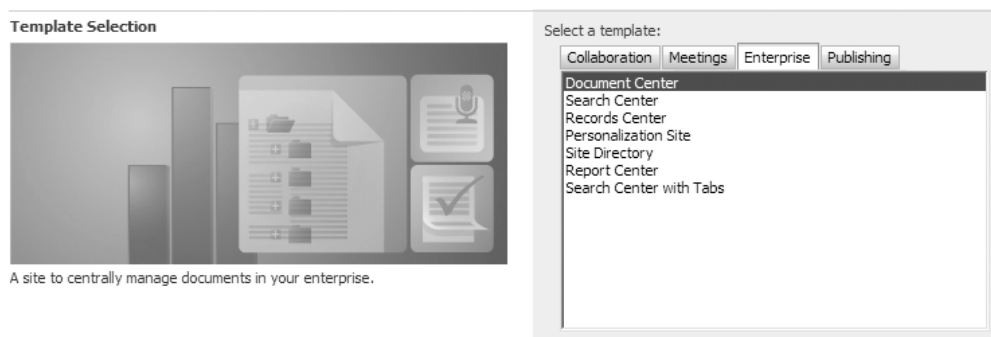 Template Selection
A site to centrally manage documents in your enterprise.
Select a template:
Collaboration Meetings Enterprise Publishing
Document Center
Search Center
Records Center
Personalization Site
Site Directory
Report Center
Search Center with Tabs